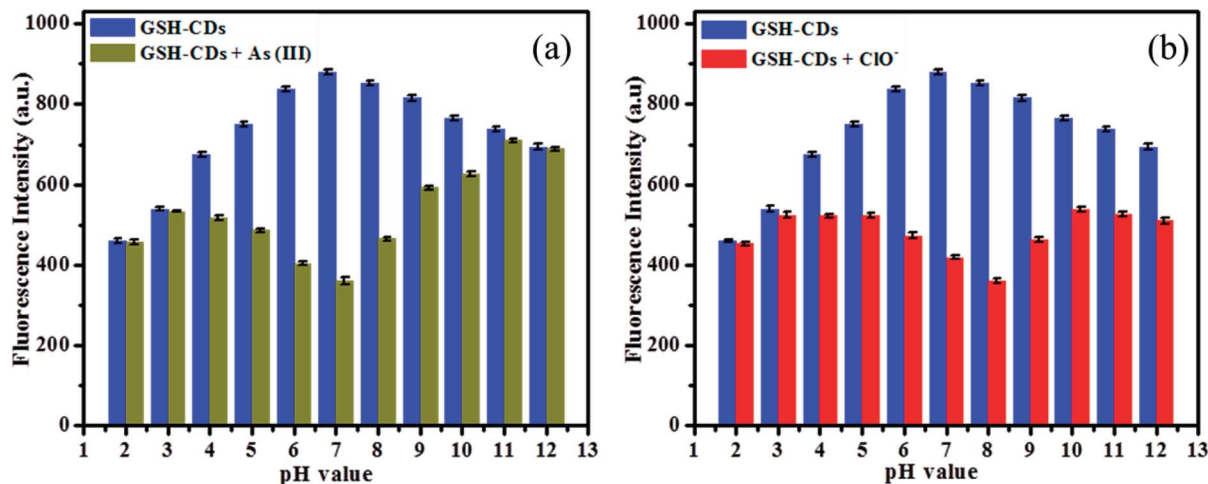 1000
800
600
400
200
0
Fluorescence Intensity (a.u.)
GSH-CDs
GSH-CDs + As (III)
(a)
1 2 3 4 5 6 7 8 9 10 11 12 13
pH value
1000
800
600
400
200
0
Fluorescence Intensity (a.u)
GSH-CDs
GSH-CDs + ClO⁻
(b)
1 2 3 4 5 6 7 8 9 10 11 12 13
pH value